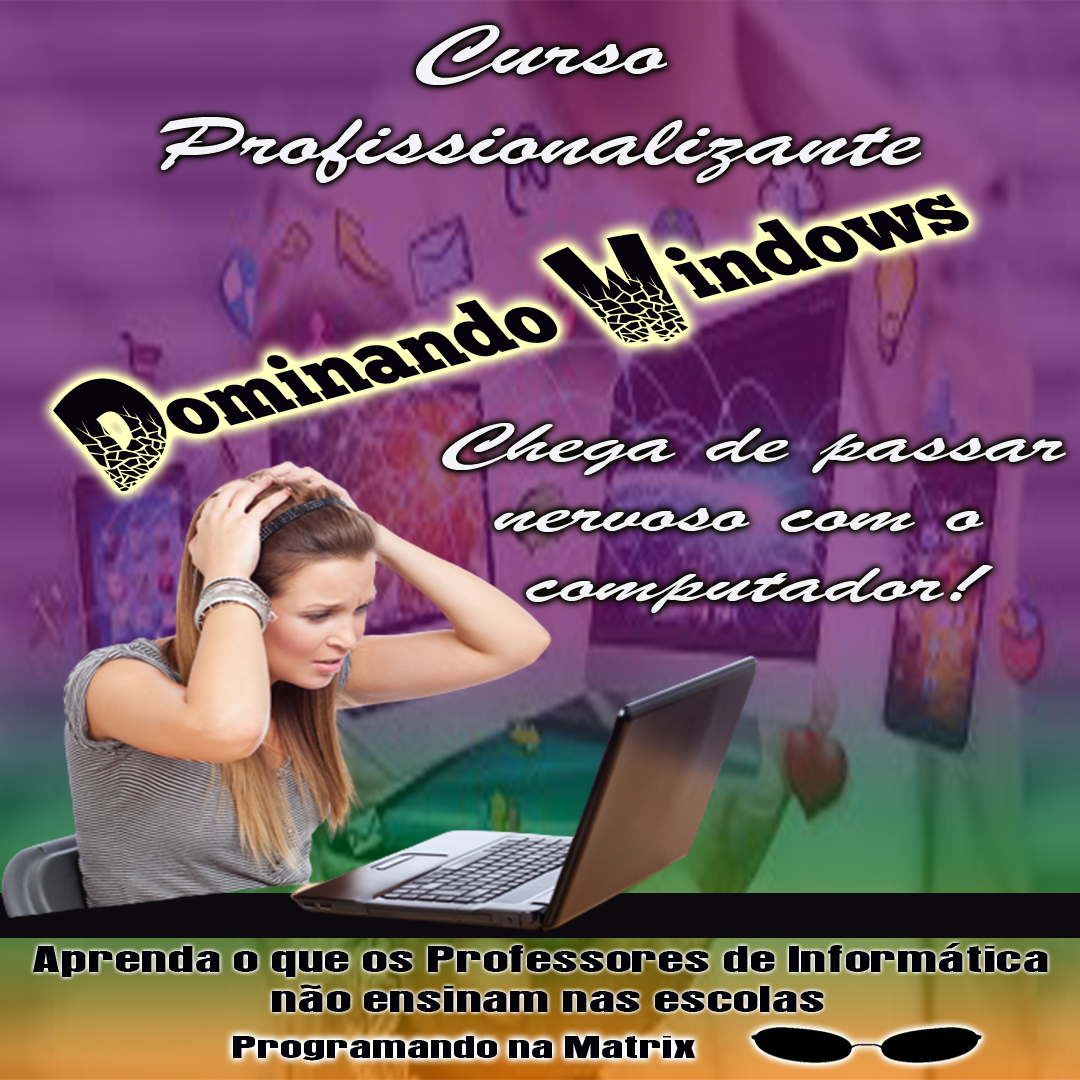 Curso
Profissionalizante
Dominando Windows
Chega de passar
nervoso com o
computador!
Aprenda o que os Professores de Informática
não ensinam nas escolas
Programando na Matrix